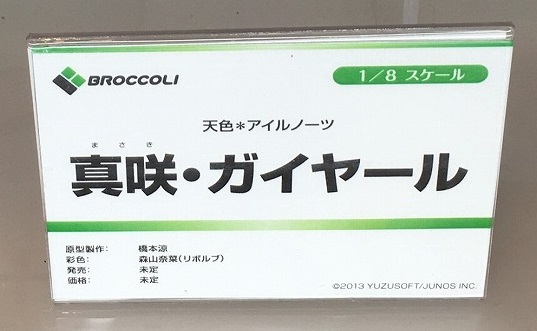 BROCCOLI
1/8 スケール
天色*アイルノーツ
まさき
真咲・ガイヤール
原型製作: 橋本源
彩色: 森山奈菜(リボルブ)
発売: 未定
価格: 未定
©2013 YUZUSOFT/JUNOS INC.